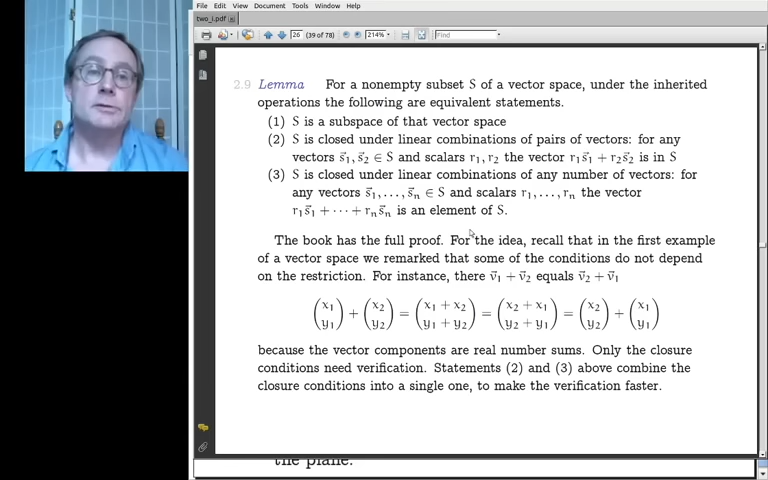 File Edit View Document Tools Window Help
two_i.pdf
26 (39 of 78) 214% Find
2.9 Lemma For a nonempty subset S of a vector space, under the inherited
operations the following are equivalent statements.
(1) S is a subspace of that vector space
(2) S is closed under linear combinations of pairs of vectors: for any
vectors s⃗₁, s⃗₂ ∈ S and scalars r₁, r₂ the vector r₁s⃗₁ + r₂s⃗₂ is in S
(3) S is closed under linear combinations of any number of vectors: for
any vectors s⃗₁, …, s⃗ₙ ∈ S and scalars r₁, …, rₙ the vector
r₁s⃗₁ + ⋯ + rₙs⃗ₙ is an element of S.
The book has the full proof. For the idea, recall that in the first example
of a vector space we remarked that some of the conditions do not depend
on the restriction. For instance, there v⃗₁ + v⃗₂ equals v⃗₂ + v⃗₁
(x₁ y₁) + (x₂ y₂) = (x₁ + x₂ y₁ + y₂) = (x₂ + x₁ y₂ + y₁) = (x₂ y₂) + (x₁ y₁)
because the vector components are real number sums. Only the closure
conditions need verification. Statements (2) and (3) above combine the
closure conditions into a single one, to make the verification faster.
the plane.